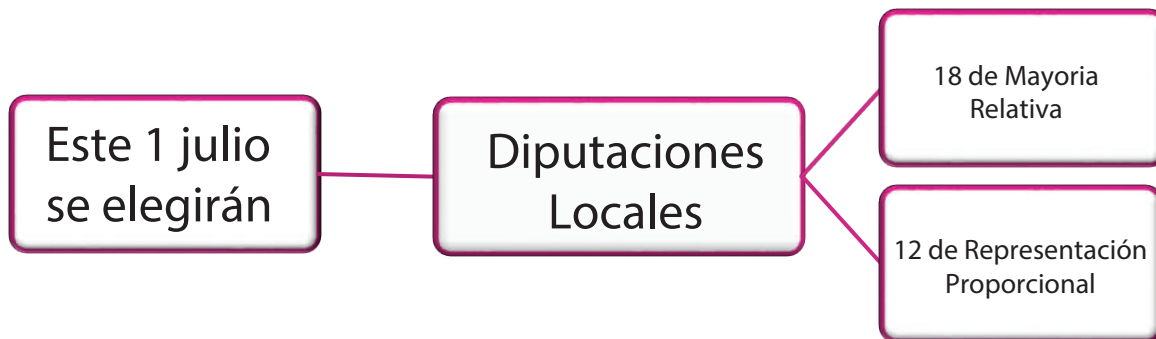 Este 1 julio
se elegirán
Diputaciones
Locales
18 de Mayoria
Relativa
12 de Representación
Proporcional